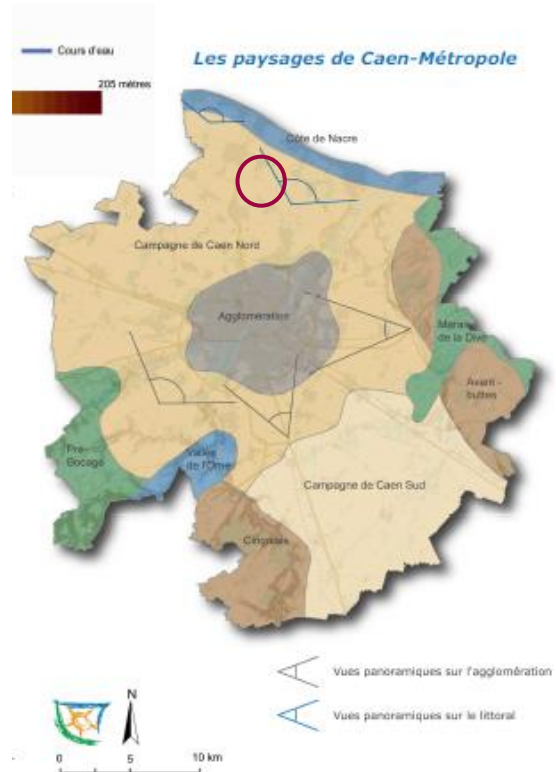 Cours d'eau
Les paysages de Caen-Métropole
205 mètres
Côte de Nacre
Campagne de Caen Nord
Agglomération
Marais
de la Dive
Avant-
buttes
Pré-
Bocage
Vallée
de l'Orne
Campagne de Caen Sud
Cinglais
Vues panoramiques sur l'agglomération
N
Vues panoramiques sur le littoral
0 5 10 km